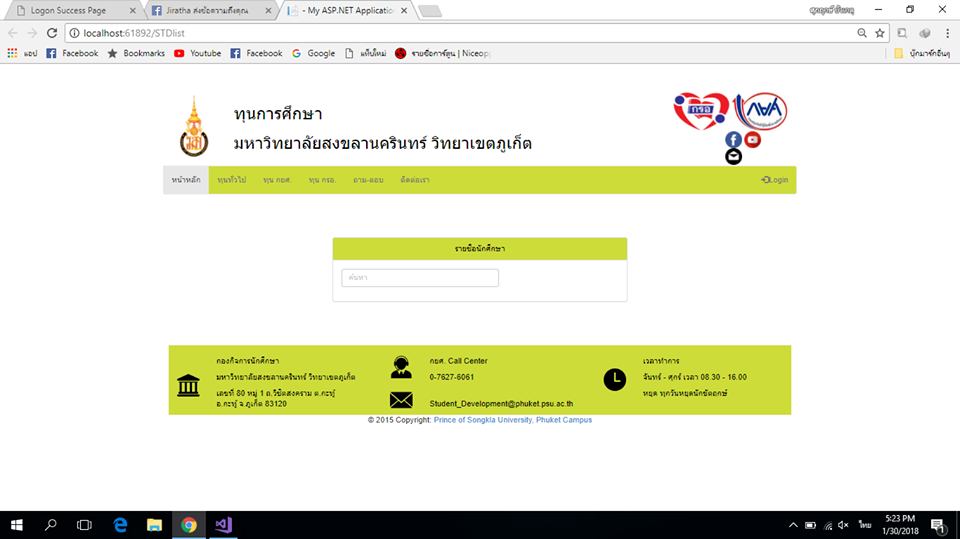 Logon Success Page
Jiratha ส่งข้อความถึงคุณ
- My ASP.NET Application
localhost:61892/STDlist
แอป
Facebook
Bookmarks
Youtube
Facebook
Google
แท็บใหม่
รายชื่อการ์ตูน | Niceopp
บุ๊กมาร์กอื่นๆ
ทุนการศึกษา
มหาวิทยาลัยสงขลานครินทร์ วิทยาเขตภูเก็ต
กรอ
กยศ
หน้าหลัก
ทุนทั่วไป
ทุน กยศ.
ทุน กรอ.
ถาม-ตอบ
ติดต่อเรา
Login
รายชื่อนักศึกษา
ค้นหา
กองกิจการนักศึกษา
มหาวิทยาลัยสงขลานครินทร์ วิทยาเขตภูเก็ต
เลขที่ 80 หมู่ 1 ถ.วิชิตสงคราม ต.กะทู้
อ.กะทู้ จ.ภูเก็ต 83120
กยศ. Call Center
0-7627-6061
Student_Development@phuket.psu.ac.th
เวลาทำการ
จันทร์ - ศุกร์ เวลา 08.30 - 16.00
หยุด ทุกวันหยุดนักขัตฤกษ์
© 2015 Copyright: Prince of Songkla University, Phuket Campus
ไทย
5:23 PM
1/30/2018
1